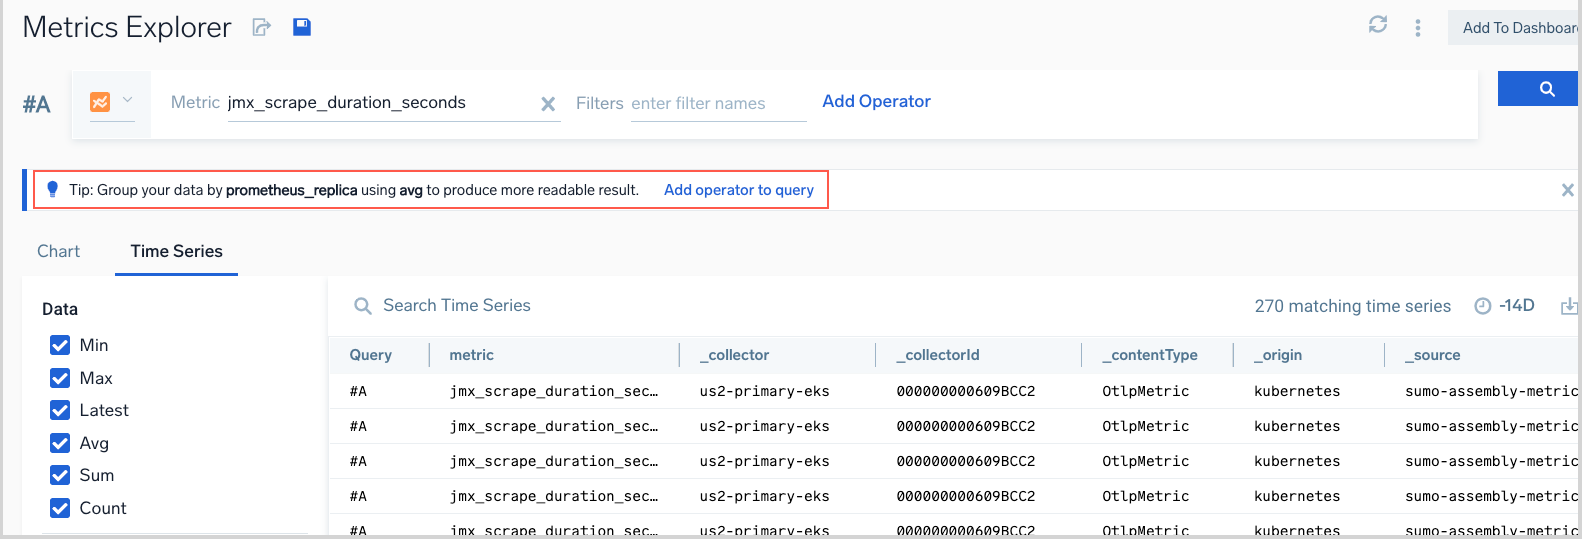 Metrics Explorer
Add To Dashboar
#A Metric jmx_scrape_duration_seconds Filters enter filter names Add Operator
Tip: Group your data by prometheus_replica using avg to produce more readable result. Add operator to query
Chart Time Series
Data
Min
Max
Latest
Avg
Sum
Count
Search Time Series 270 matching time series -14D
Query metric _collector _collectorId _contentType _origin _source
#A jmx_scrape_duration_sec… us2-primary-eks 000000000609BCC2 OtlpMetric kubernetes sumo-assembly-metric
#A jmx_scrape_duration_sec… us2-primary-eks 000000000609BCC2 OtlpMetric kubernetes sumo-assembly-metric
#A jmx_scrape_duration_sec… us2-primary-eks 000000000609BCC2 OtlpMetric kubernetes sumo-assembly-metric
#A jmx_scrape_duration_sec… us2-primary-eks 000000000609BCC2 OtlpMetric kubernetes sumo-assembly-metric
#A jmx_scrape_duration_sec… us2-primary-eks 000000000609BCC2 OtlpMetric kubernetes sumo-assembly-metric